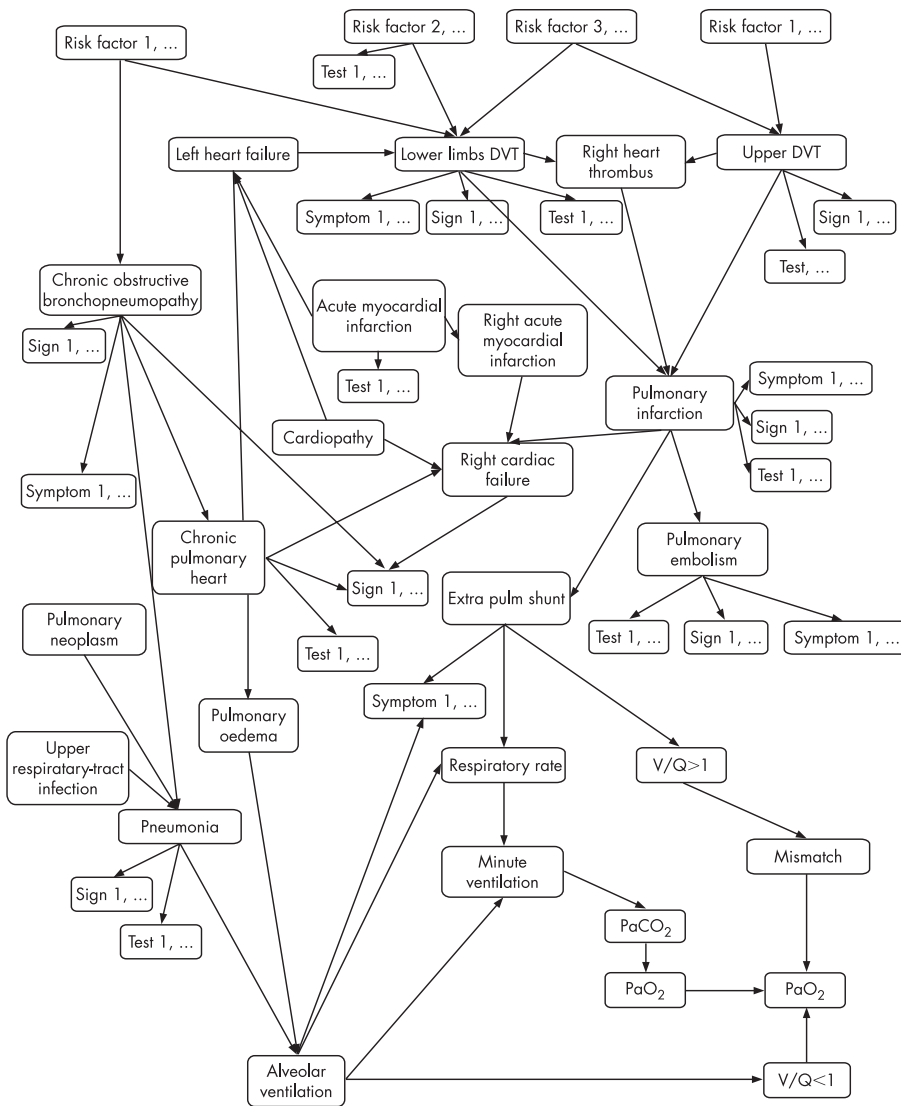 Risk factor 1, ...
Risk factor 2, ...
Risk factor 3, ...
Risk factor 1, ...
Test 1, ...
Left heart failure
Lower limbs DVT
Right heart
thrombus
Upper DVT
Symptom 1, ...
Sign 1, ...
Test 1, ...
Sign 1, ...
Test, ...
Chronic obstructive
bronchopneumopathy
Acute myocardial
infarction
Right acute
myocardial
infarction
Sign 1, ...
Test 1, ...
Pulmonary
infarction
Symptom 1, ...
Sign 1, ...
Test 1, ...
Cardiopathy
Right cardiac
failure
Symptom 1, ...
Chronic
pulmonary
heart
Pulmonary
embolism
Sign 1, ...
Extra pulm shunt
Pulmonary
neoplasm
Test 1, ...
Test 1, ...
Sign 1, ...
Symptom 1, ...
Symptom 1, ...
Pulmonary
oedema
Upper
respiratary-tract
infection
Respiratory rate
V/Q>1
Pneumonia
Minute
ventilation
Mismatch
Sign 1, ...
Test 1, ...
PaCO₂
PaO₂
PaO₂
Alveolar
ventilation
V/Q<1